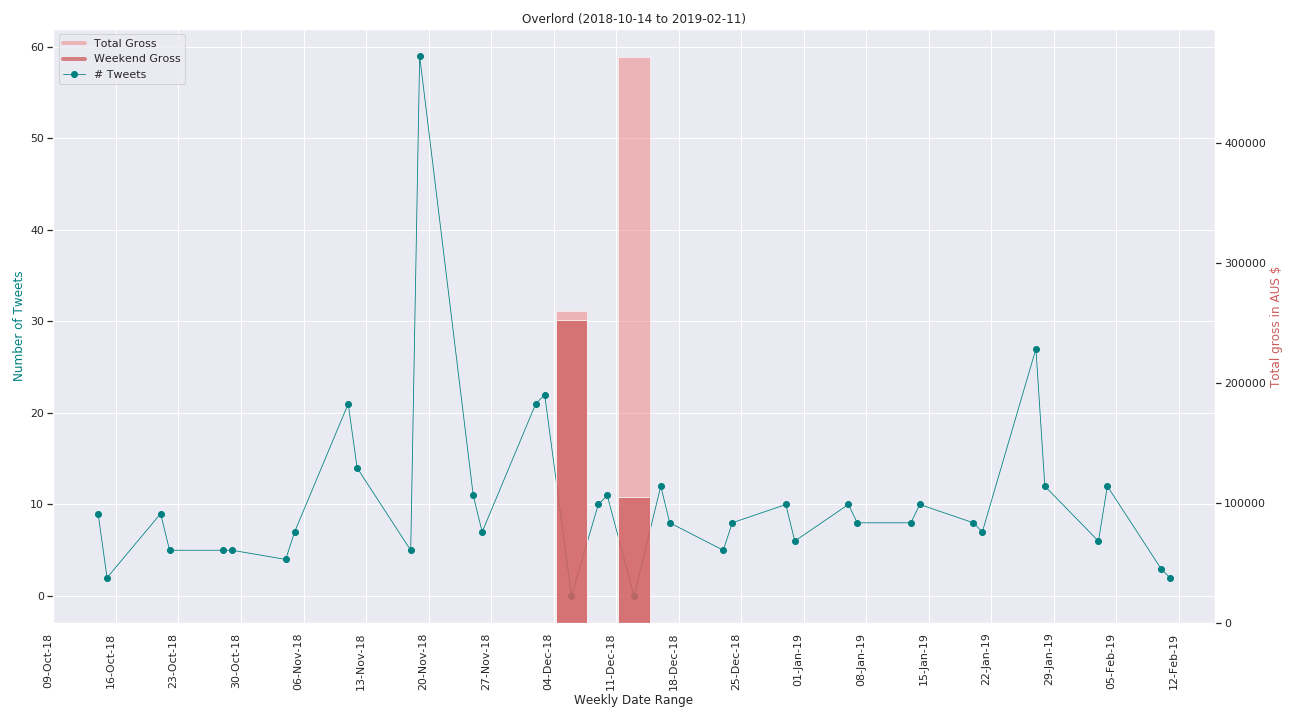 Overlord (2018-10-14 to 2019-02-11)
Total Gross
Weekend Gross
# Tweets
60
50
40
30
20
10
0
Number of Tweets
400000
300000
200000
100000
0
Total gross in AUS $
09-Oct-18
16-Oct-18
23-Oct-18
30-Oct-18
06-Nov-18
13-Nov-18
20-Nov-18
27-Nov-18
04-Dec-18
11-Dec-18
18-Dec-18
25-Dec-18
01-Jan-19
08-Jan-19
15-Jan-19
22-Jan-19
29-Jan-19
05-Feb-19
12-Feb-19
Weekly Date Range